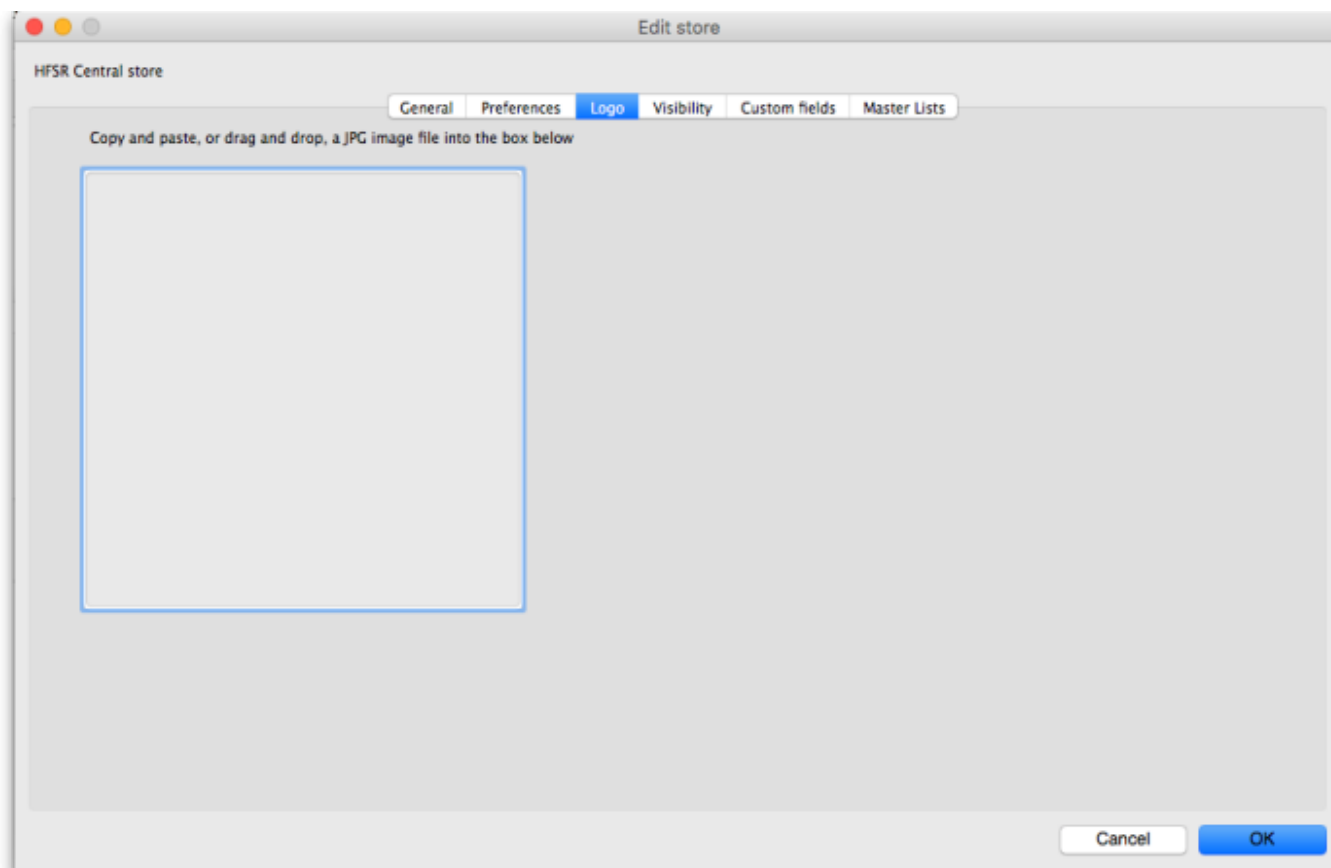 Edit store
HFSR Central store
General Preferences Logo Visibility Custom fields Master Lists
Copy and paste, or drag and drop, a JPG image file into the box below
Cancel OK